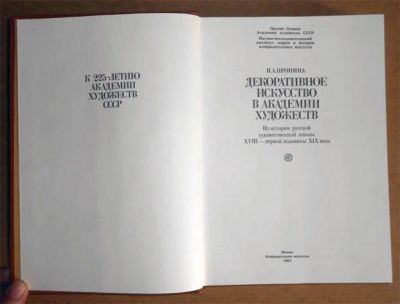 К 225-ЛЕТИЮ
АКАДЕМИИ
ХУДОЖЕСТВ
СССР
Ордена Ленина
Академия художеств СССР
Научно-исследовательский
институт теории и истории
изобразительных искусств
И.А.ПРОНИНА
ДЕКОРАТИВНОЕ
ИСКУССТВО
В АКАДЕМИИ
ХУДОЖЕСТВ
Из истории русской
художественной школы
XVIII — первой половины XIX века
Москва
Изобразительное искусство
1983